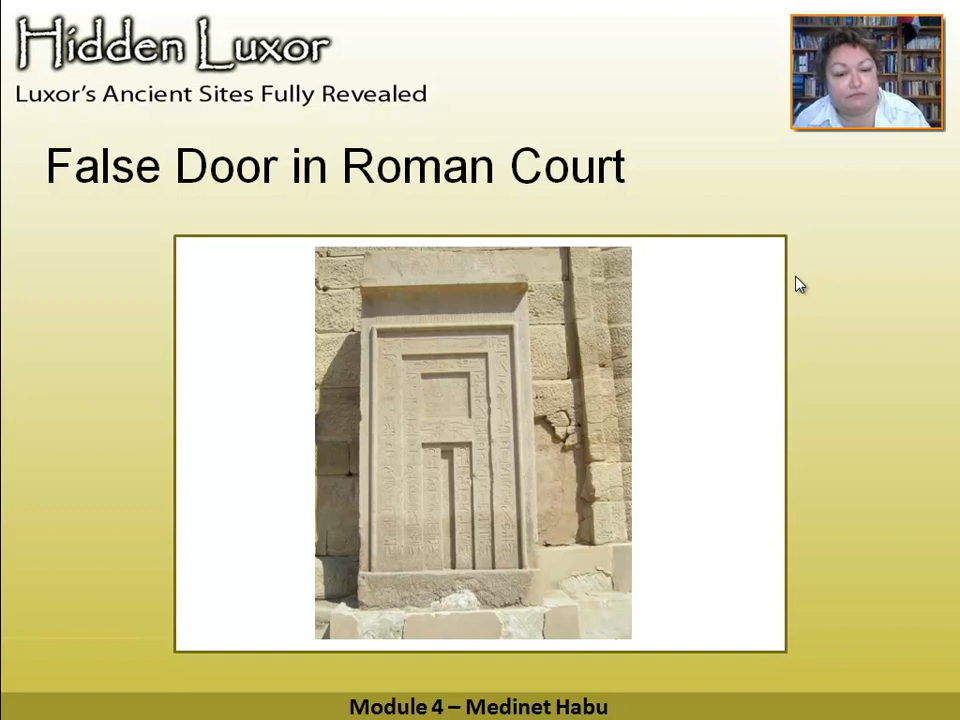 Hidden Luxor
Luxor's Ancient Sites Fully Revealed
False Door in Roman Court
Module 4 – Medinet Habu